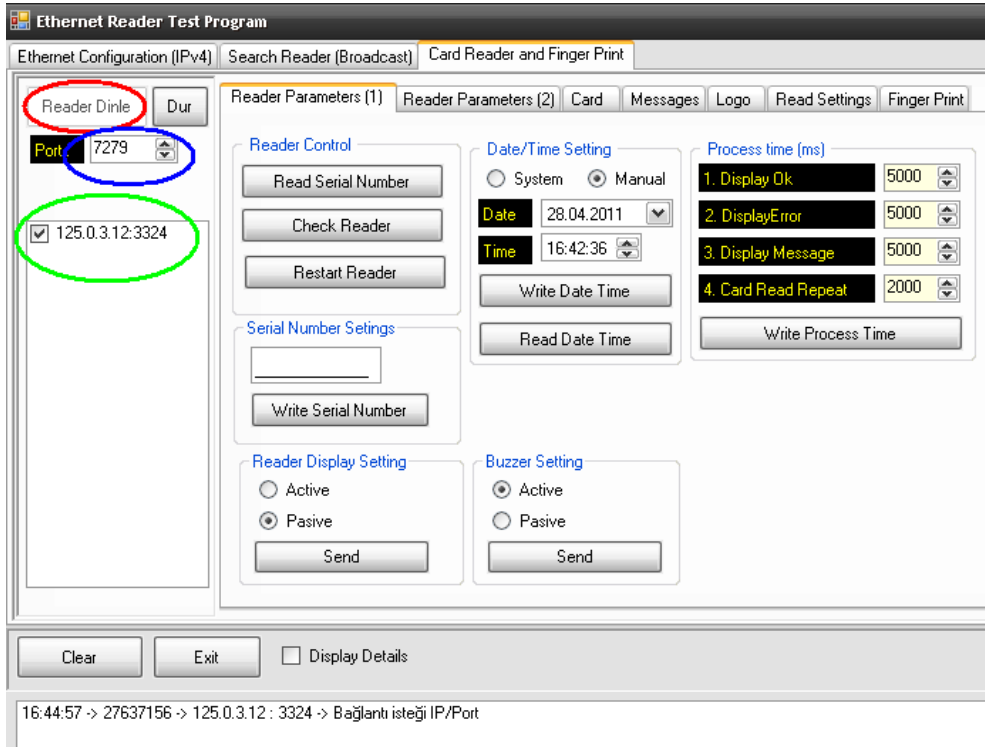 Ethernet Reader Test Program
Ethernet Configuration (IPv4) Search Reader (Broadcast) Card Reader and Finger Print
Reader Dinle Dur
Port 7279
125.0.3.12:3324
Reader Parameters (1) Reader Parameters (2) Card Messages Logo Read Settings Finger Print
Reader Control
Read Serial Number
Check Reader
Restart Reader
Serial Number Setings
Write Serial Number
Reader Display Setting
Active
Pasive
Send
Date/Time Setting
System Manual
Date 28.04.2011
Time 16:42:36
Write Date Time
Read Date Time
Buzzer Setting
Active
Pasive
Send
Process time (ms)
1. Display Ok 5000
2. DisplayError 5000
3. Display Message 5000
4. Card Read Repeat 2000
Write Process Time
Clear Exit Display Details
16:44:57 -> 27637156 -> 125.0.3.12 : 3324 -> Bağlantı isteği IP/Port